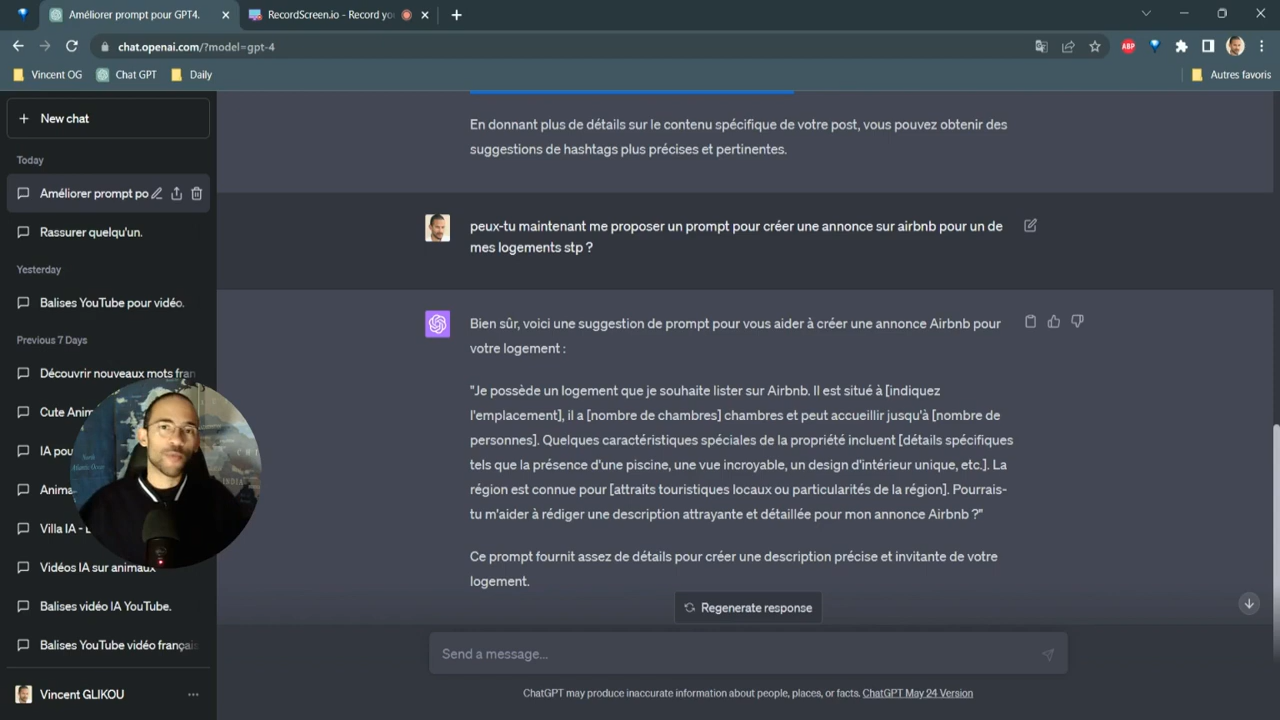 Améliorer prompt pour GPT4.
RecordScreen.io - Record yo
chat.openai.com/?model=gpt-4
ABP
Vincent OG
Chat GPT
Daily
Autres favoris
New chat
Today
Améliorer prompt po
Rassurer quelqu'un.
Yesterday
Balises YouTube pour vidéo.
Previous 7 Days
Découvrir nouveaux mots fran
Cute Anim
IA pou
Anima
Villa IA -
Vidéos IA sur animaux
Balises vidéo IA YouTube.
Balises YouTube vidéo français
Vincent GLIKOU
En donnant plus de détails sur le contenu spécifique de votre post, vous pouvez obtenir des
suggestions de hashtags plus précises et pertinentes.
peux-tu maintenant me proposer un prompt pour créer une annonce sur airbnb pour un de
mes logements stp ?
Bien sûr, voici une suggestion de prompt pour vous aider à créer une annonce Airbnb pour
votre logement :
"Je possède un logement que je souhaite lister sur Airbnb. Il est situé à [indiquez
l'emplacement], il a [nombre de chambres] chambres et peut accueillir jusqu'à [nombre de
personnes]. Quelques caractéristiques spéciales de la propriété incluent [détails spécifiques
tels que la présence d'une piscine, une vue incroyable, un design d'intérieur unique, etc.]. La
région est connue pour [attraits touristiques locaux ou particularités de la région]. Pourrais-
tu m'aider à rédiger une description attrayante et détaillée pour mon annonce Airbnb ?"
Ce prompt fournit assez de détails pour créer une description précise et invitante de votre
logement.
Regenerate response
Send a message...
ChatGPT may produce inaccurate information about people, places, or facts. ChatGPT May 24 Version